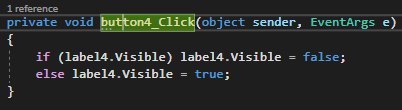 1 reference
private void button4_Click(object sender, EventArgs e)
{
if (label4.Visible) label4.Visible = false;
else label4.Visible = true;
}